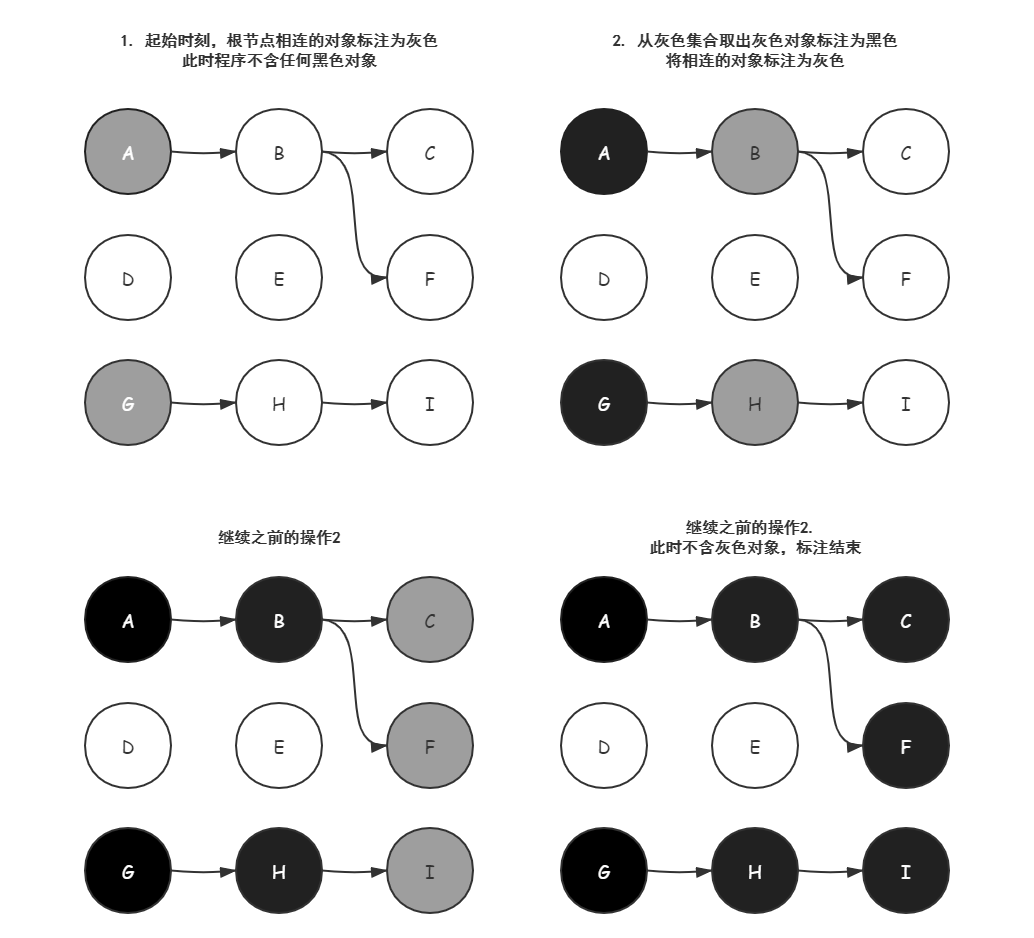 1. 起始时刻，根节点相连的对象标注为灰色
此时程序不含任何黑色对象
A
B
C
D
E
F
G
H
I
2. 从灰色集合取出灰色对象标注为黑色
将相连的对象标注为灰色
A
B
C
D
E
F
G
H
I
继续之前的操作2
A
B
C
D
E
F
G
H
I
继续之前的操作2.
此时不含灰色对象，标注结束
A
B
C
D
E
F
G
H
I